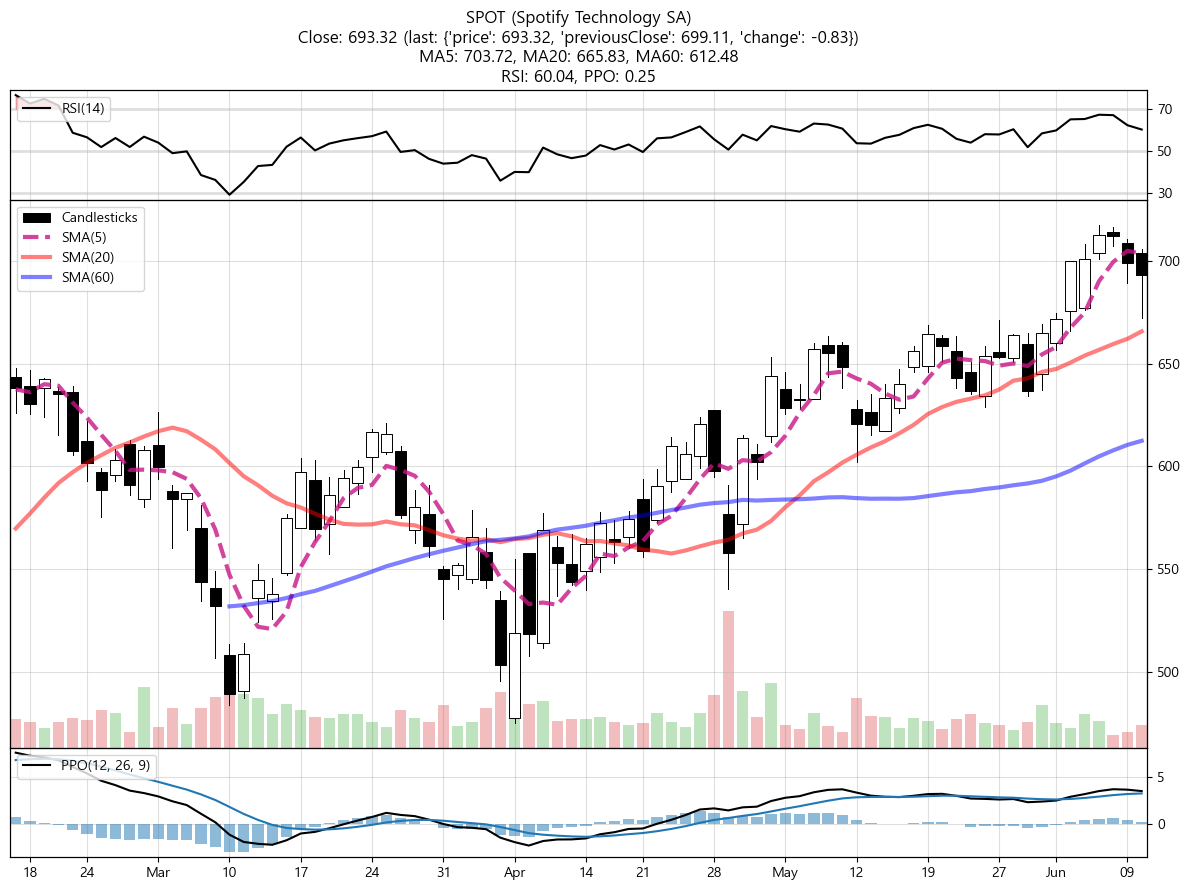 SPOT (Spotify Technology SA)
Close: 693.32 (last: {'price': 693.32, 'previousClose': 699.11, 'change': -0.83})
MA5: 703.72, MA20: 665.83, MA60: 612.48
RSI: 60.04, PPO: 0.25
RSI(14)
70
50
30
Candlesticks
SMA(5)
SMA(20)
SMA(60)
700
650
600
550
500
PPO(12, 26, 9)
5
0
18 24 Mar 10 17 24 31 Apr 14 21 28 May 12 19 27 Jun 09